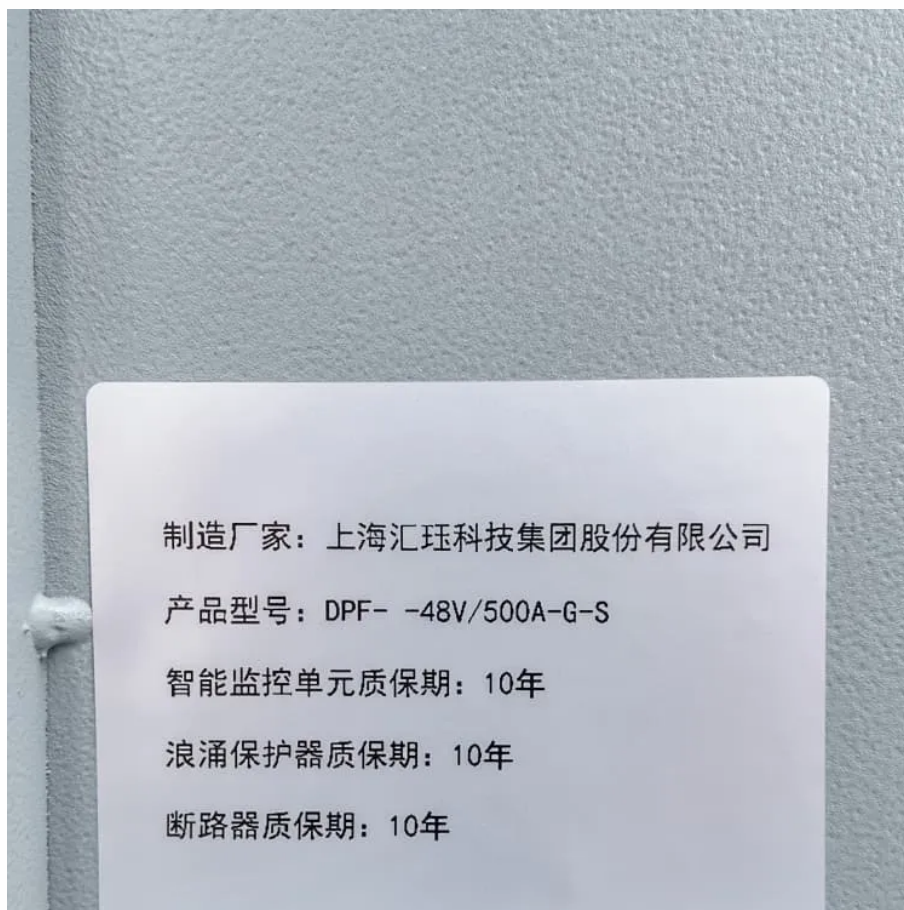 制造厂家：上海汇珏科技集团股份有限公司
产品型号：DPF- -48V/500A-G-S
智能监控单元质保期：10年
浪涌保护器质保期：10年
断路器质保期：10年